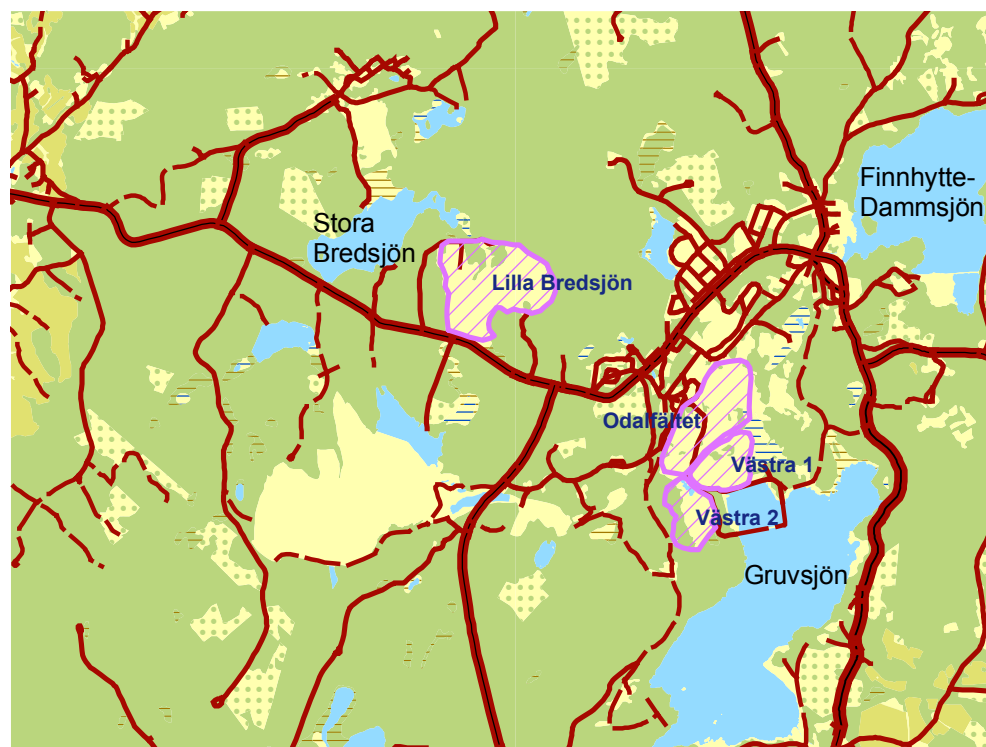 Finnhytte-
Dammsjön
Stora
Bredsjön
Lilla Bredsjön
Odalfältet
Västra 1
Västra 2
Gruvsjön